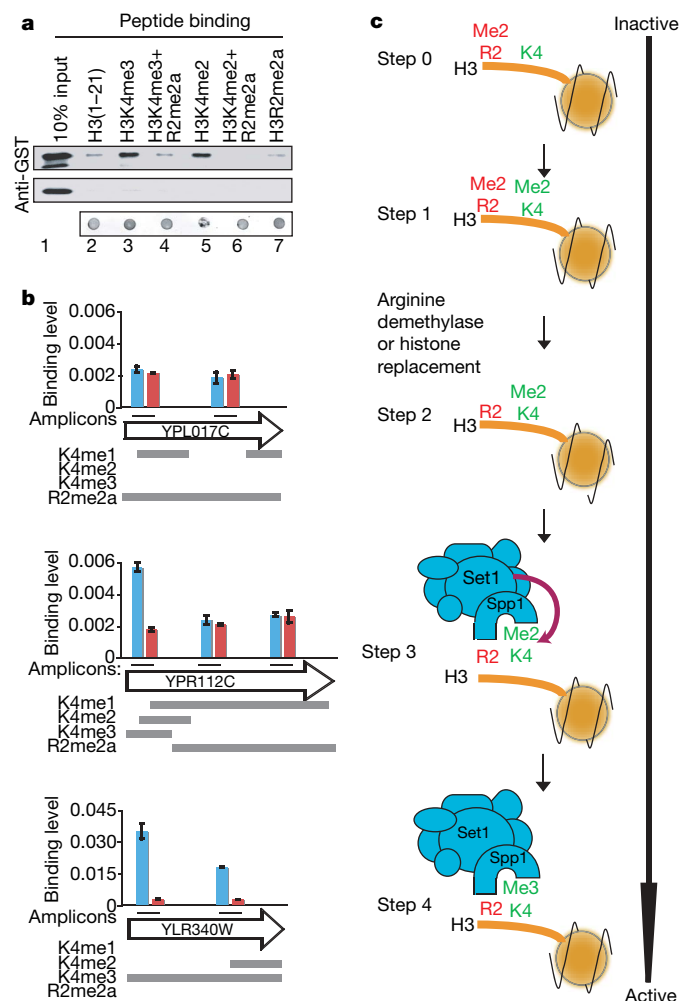 a
Peptide binding
10% input
H3(1–21)
H3K4me3
H3K4me3+
R2me2a
H3K4me2
H3K4me2+
R2me2a
H3R2me2a
Anti-GST
1 2 3 4 5 6 7
b
Binding level
0.006
0.004
0.002
0
Amplicons
YPL017C
K4me1
K4me2
K4me3
R2me2a
Binding level
0.006
0.004
0.002
0
Amplicons:
YPR112C
K4me1
K4me2
K4me3
R2me2a
Binding level
0.045
0.030
0.015
0
Amplicons
YLR340W
K4me1
K4me2
K4me3
R2me2a
c
Inactive
Step 0
Me2
R2 K4
H3
Step 1
Me2 Me2
R2 K4
H3
Arginine
demethylase
or histone
replacement
Step 2
Me2
R2 K4
H3
Set1
Spp1
Me2
Step 3
R2 K4
H3
Set1
Spp1
Me3
Step 4
R2 K4
H3
Active